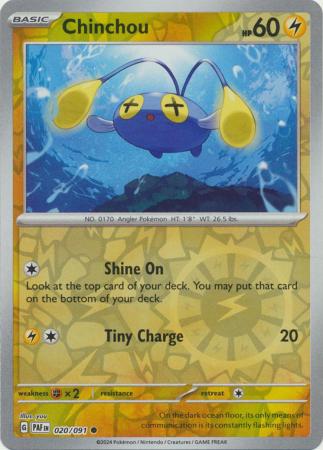 BASIC
Chinchou
HP 60
NO. 0170 Angler Pokémon HT: 1'8" WT: 26.5 lbs.
Shine On
Look at the top card of your deck. You may put that
card on the bottom of your deck.
Tiny Charge 20
weakness ×2 resistance retreat
Illus. you
G PAF EN 020/091
On the dark ocean floor, its only means of
communication is its constantly flashing lights.
©2024 Pokémon / Nintendo / Creatures / GAME FREAK